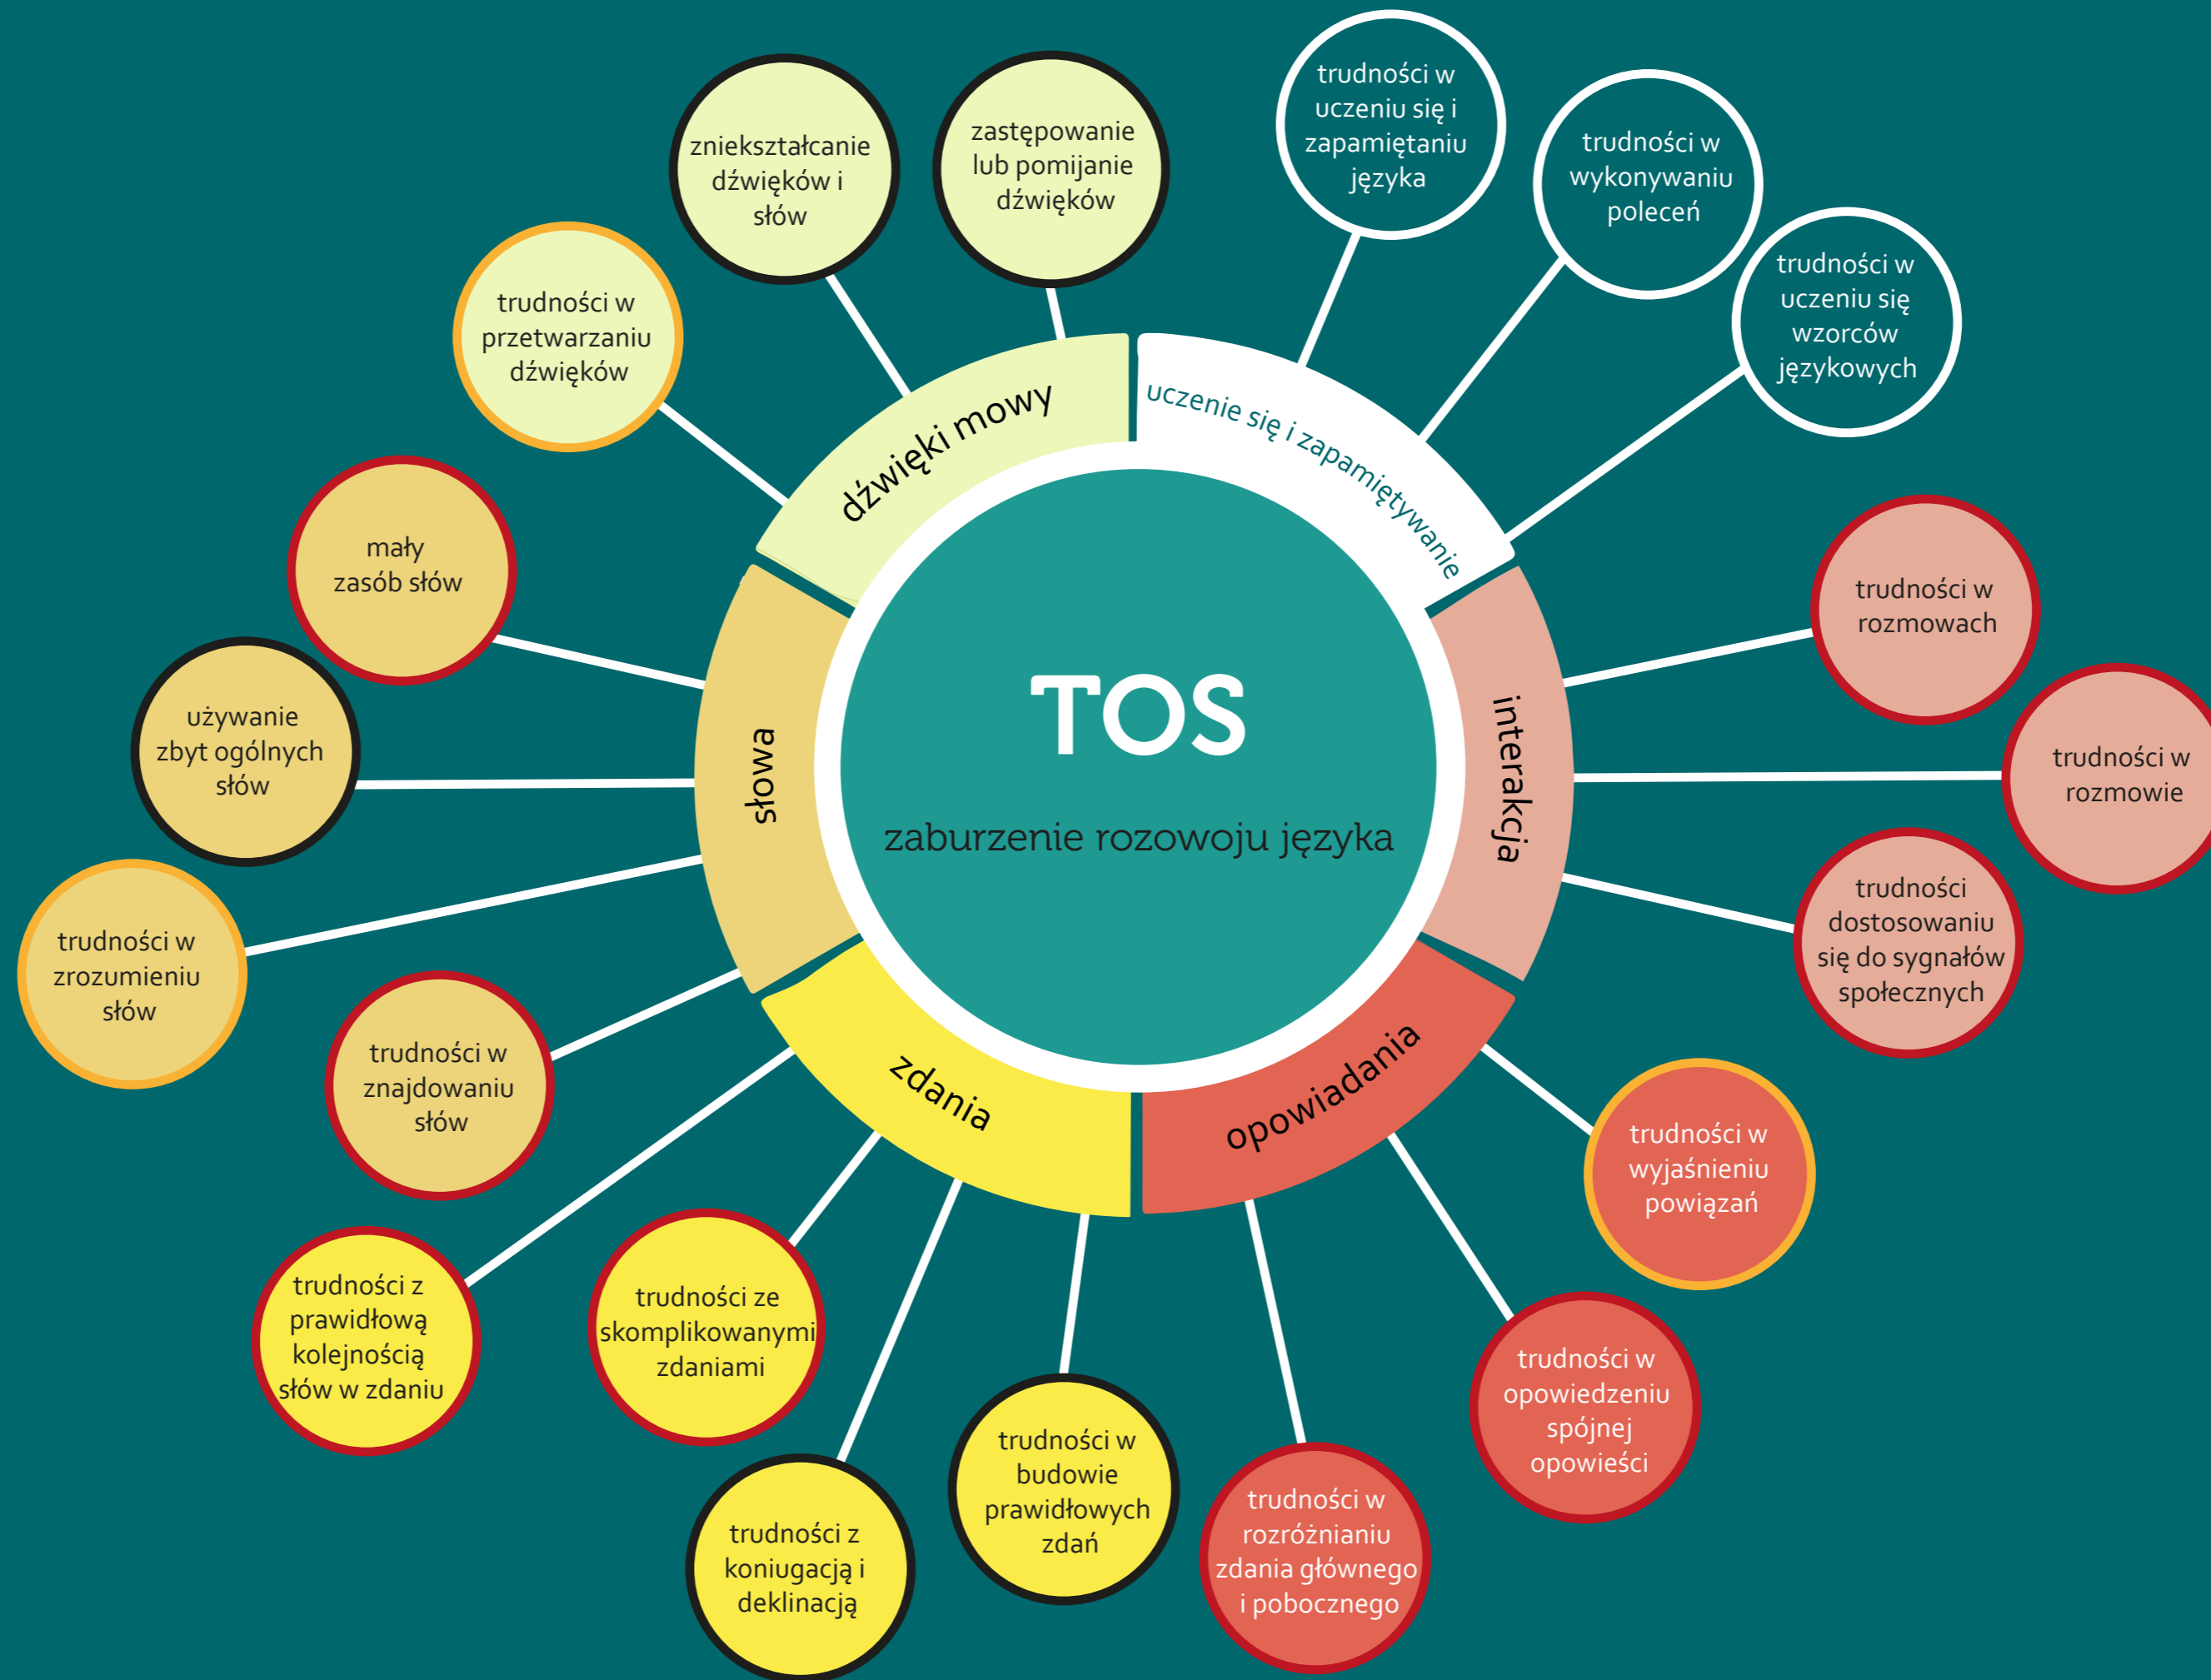 TOS
zaburzenie rozowoju języka
dźwięki mowy
zastępowanie
lub pomijanie
dźwięków
zniekształcanie
dźwięków i
słów
trudności w
przetwarzaniu
dźwięków
uczenie się i zapamiętywanie
trudności w
uczeniu się i
zapamiętaniu
języka
trudności w
wykonywaniu
poleceń
trudności w
uczeniu się
wzorców
językowych
interakcja
trudności w
rozmowach
trudności w
rozmowie
trudności
dostosowaniu
się do sygnałów
społecznych
opowiadania
trudności w
wyjaśnieniu
powiązań
trudności w
opowiedzeniu
spójnej
opowieści
trudności w
rozróżnianiu
zdania głównego
i pobocznego
zdania
trudności w
budowie
prawidłowych
zdań
trudności z
koniugacją i
deklinacją
trudności ze
skomplikowanymi
zdaniami
trudności z
prawidłową
kolejnością
słów w zdaniu
słowa
trudności w
znajdowaniu
słów
trudności w
zrozumieniu
słów
używanie
zbyt ogólnych
słów
mały
zasób słów